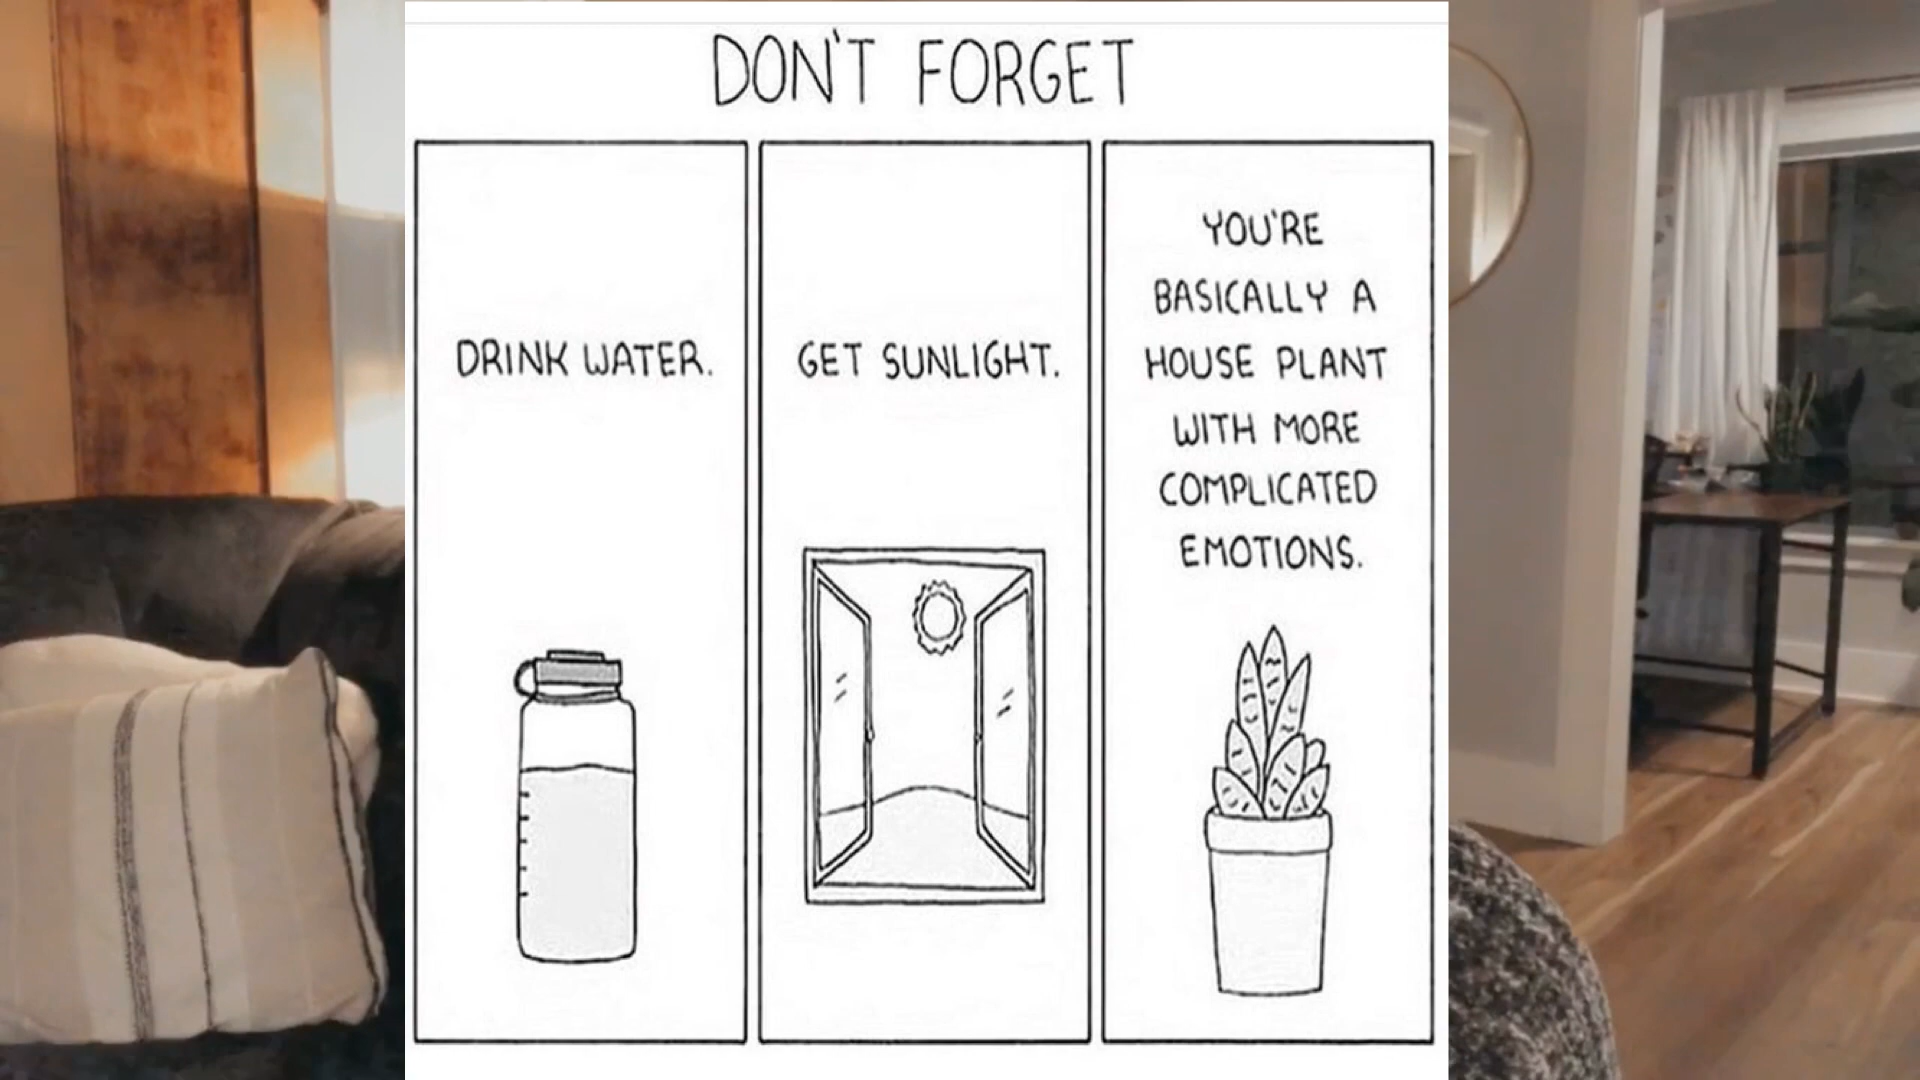 DON'T FORGET
DRINK WATER.
GET SUNLIGHT.
YOU'RE
BASICALLY A
HOUSE PLANT
WITH MORE
COMPLICATED
EMOTIONS.